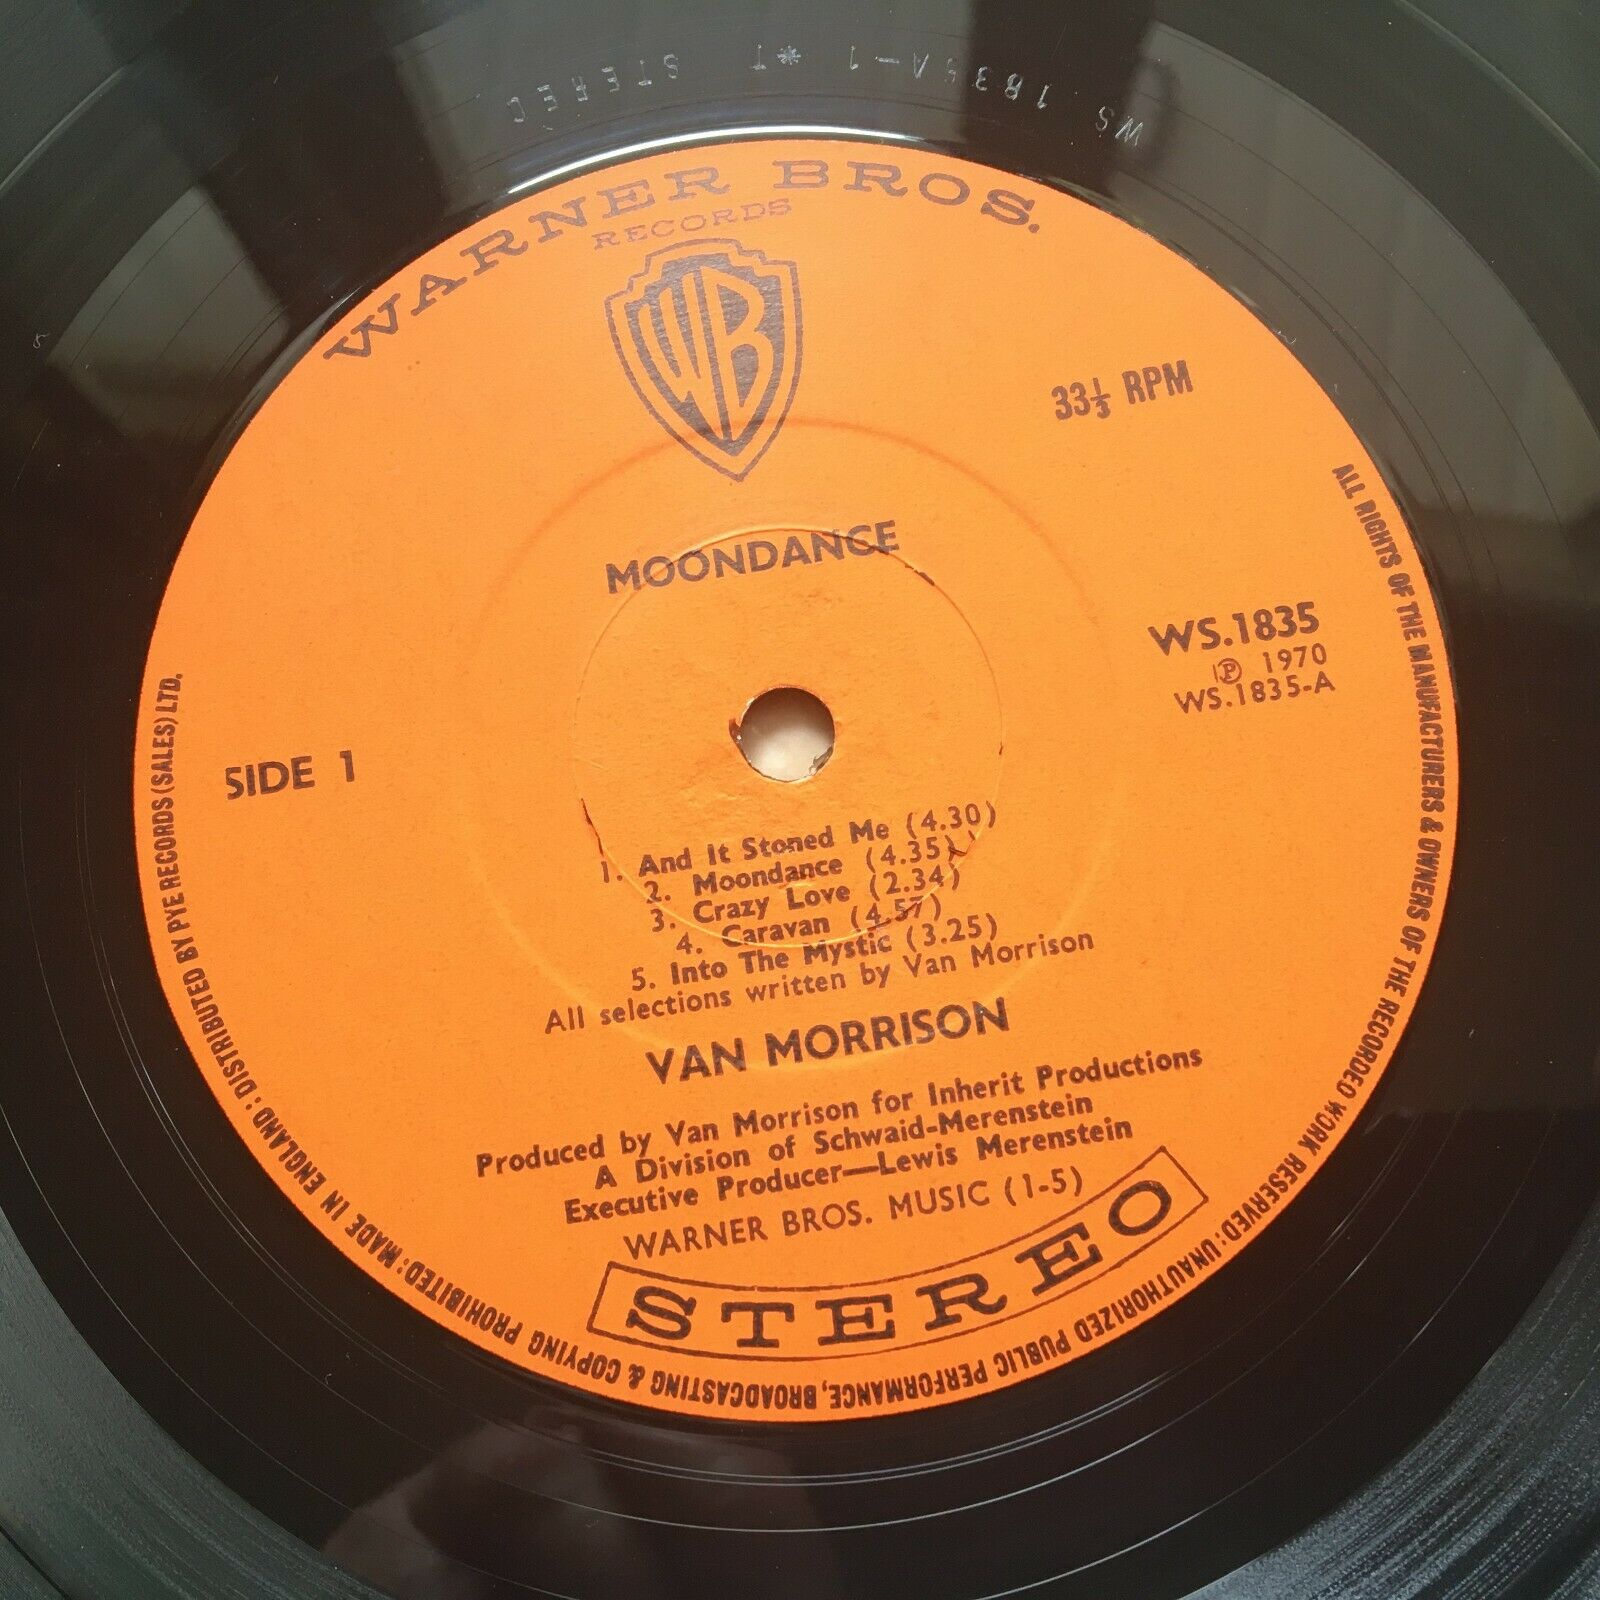 WS 1835A-1 *T STEREO
WARNER BROS.
RECORDS
WB
33⅓ RPM
MOONDANCE
WS.1835
Ⓟ 1970
WS.1835-A
SIDE 1
1. And It Stoned Me (4.30)
2. Moondance (4.35)
3. Crazy Love (2.34)
4. Caravan (4.57)
5. Into The Mystic (3.25)
All selections written by Van Morrison
VAN MORRISON
Produced by Van Morrison for Inherit Productions
A Division of Schwaid-Merenstein
Executive Producer—Lewis Merenstein
WARNER BROS. MUSIC (1-5)
STEREO
ALL RIGHTS OF THE MANUFACTURERS & OWNERS OF THE RECORDED WORK RESERVED: UNAUTHORIZED PUBLIC PERFORMANCE, BROADCASTING & COPYING PROHIBITED: MADE IN ENGLAND: DISTRIBUTED BY PYE RECORDS (SALES) LTD.